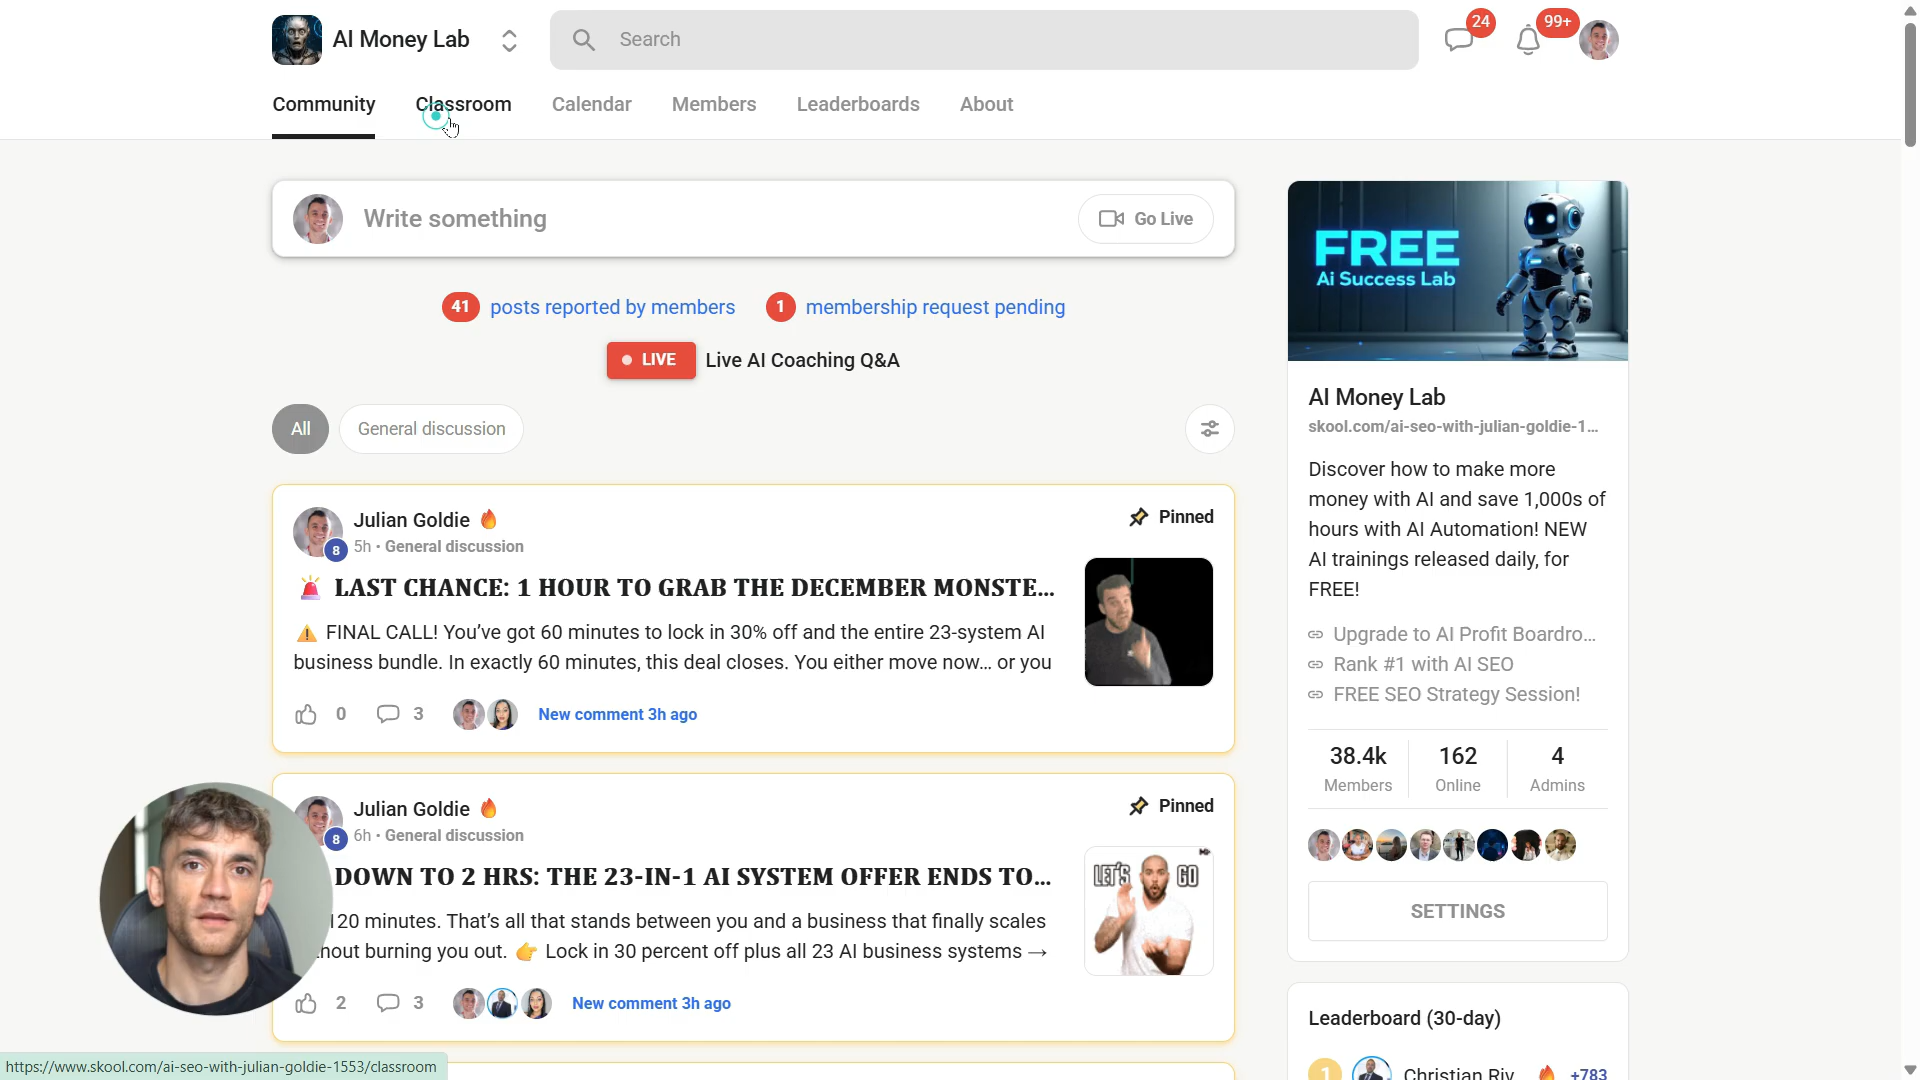 AI Money Lab
Search
24
99+
Community
Classroom
Calendar
Members
Leaderboards
About
Write something
Go Live
41 posts reported by members
1 membership request pending
LIVE Live AI Coaching Q&A
All
General discussion
Julian Goldie 🔥
8
5h • General discussion
Pinned
🚨 LAST CHANCE: 1 HOUR TO GRAB THE DECEMBER MONSTE...
⚠️ FINAL CALL! You've got 60 minutes to lock in 30% off and the entire 23-system AI
business bundle. In exactly 60 minutes, this deal closes. You either move now... or you
0
3
New comment 3h ago
Julian Goldie 🔥
8
6h • General discussion
Pinned
DOWN TO 2 HRS: THE 23-IN-1 AI SYSTEM OFFER ENDS TO...
120 minutes. That's all that stands between you and a business that finally scales
out burning you out. 👉 Lock in 30 percent off plus all 23 AI business systems →
LET'S GO
2
3
New comment 3h ago
FREE
Ai Success Lab
AI Money Lab
skool.com/ai-seo-with-julian-goldie-1...
Discover how to make more
money with AI and save 1,000s of
hours with AI Automation! NEW
AI trainings released daily, for
FREE!
Upgrade to AI Profit Boardro...
Rank #1 with AI SEO
FREE SEO Strategy Session!
38.4k
Members
162
Online
4
Admins
SETTINGS
Leaderboard (30-day)
1
Christian Riv
🔥
+783
https://www.skool.com/ai-seo-with-julian-goldie-1553/classroom